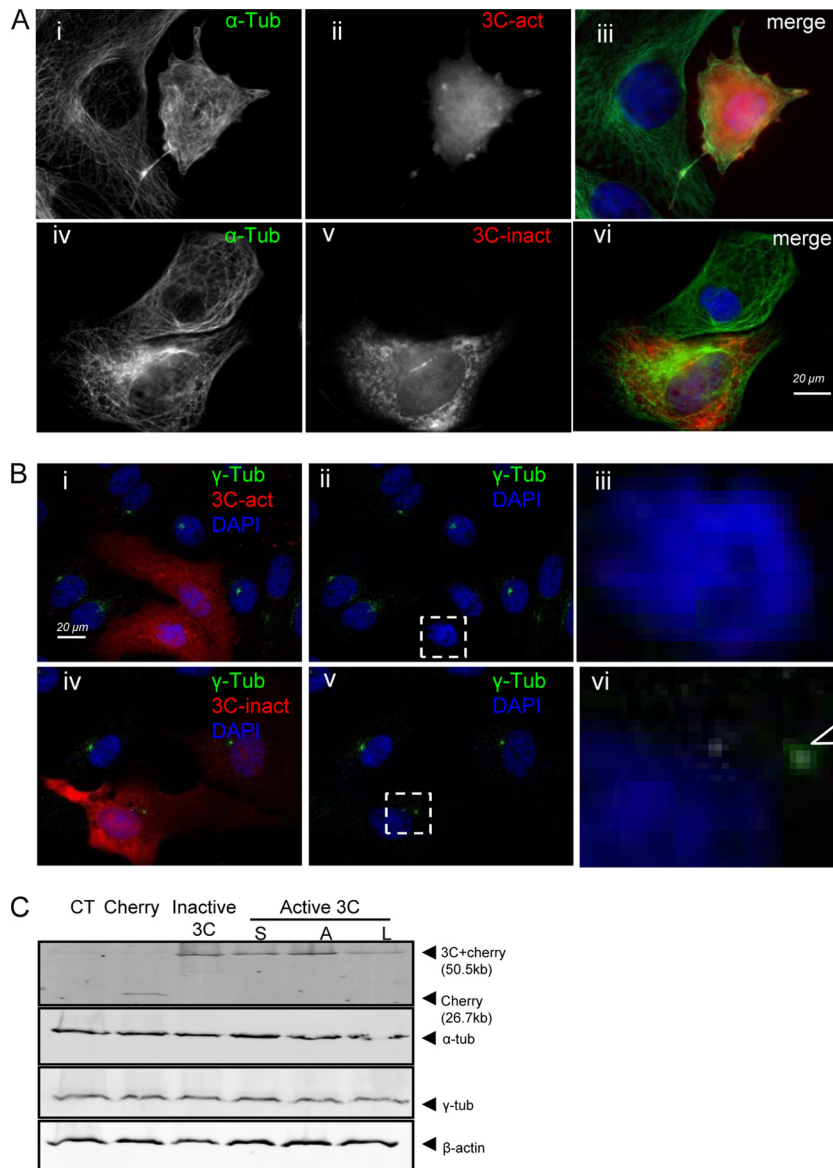 A
i
α-Tub
ii
3C-act
iii
merge
iv
α-Tub
v
3C-inact
vi
merge
20 μm
B
i
γ-Tub
3C-act
DAPI
20 μm
ii
γ-Tub
DAPI
iii
iv
γ-Tub
3C-inact
DAPI
v
γ-Tub
DAPI
vi
C
CT Cherry Inactive 3C Active 3C
S A L
3C+cherry
(50.5kb)
Cherry
(26.7kb)
α-tub
γ-tub
β-actin